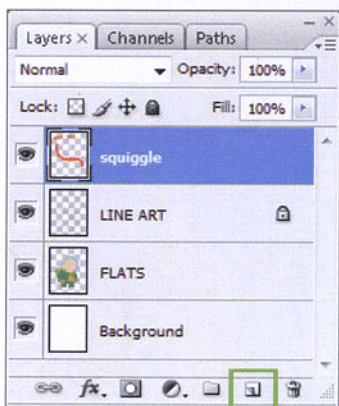 Layers × Channels Paths
Normal Opacity: 100%
Lock: Fill: 100%
squiggle
LINE ART
FLATS
Background
fx.